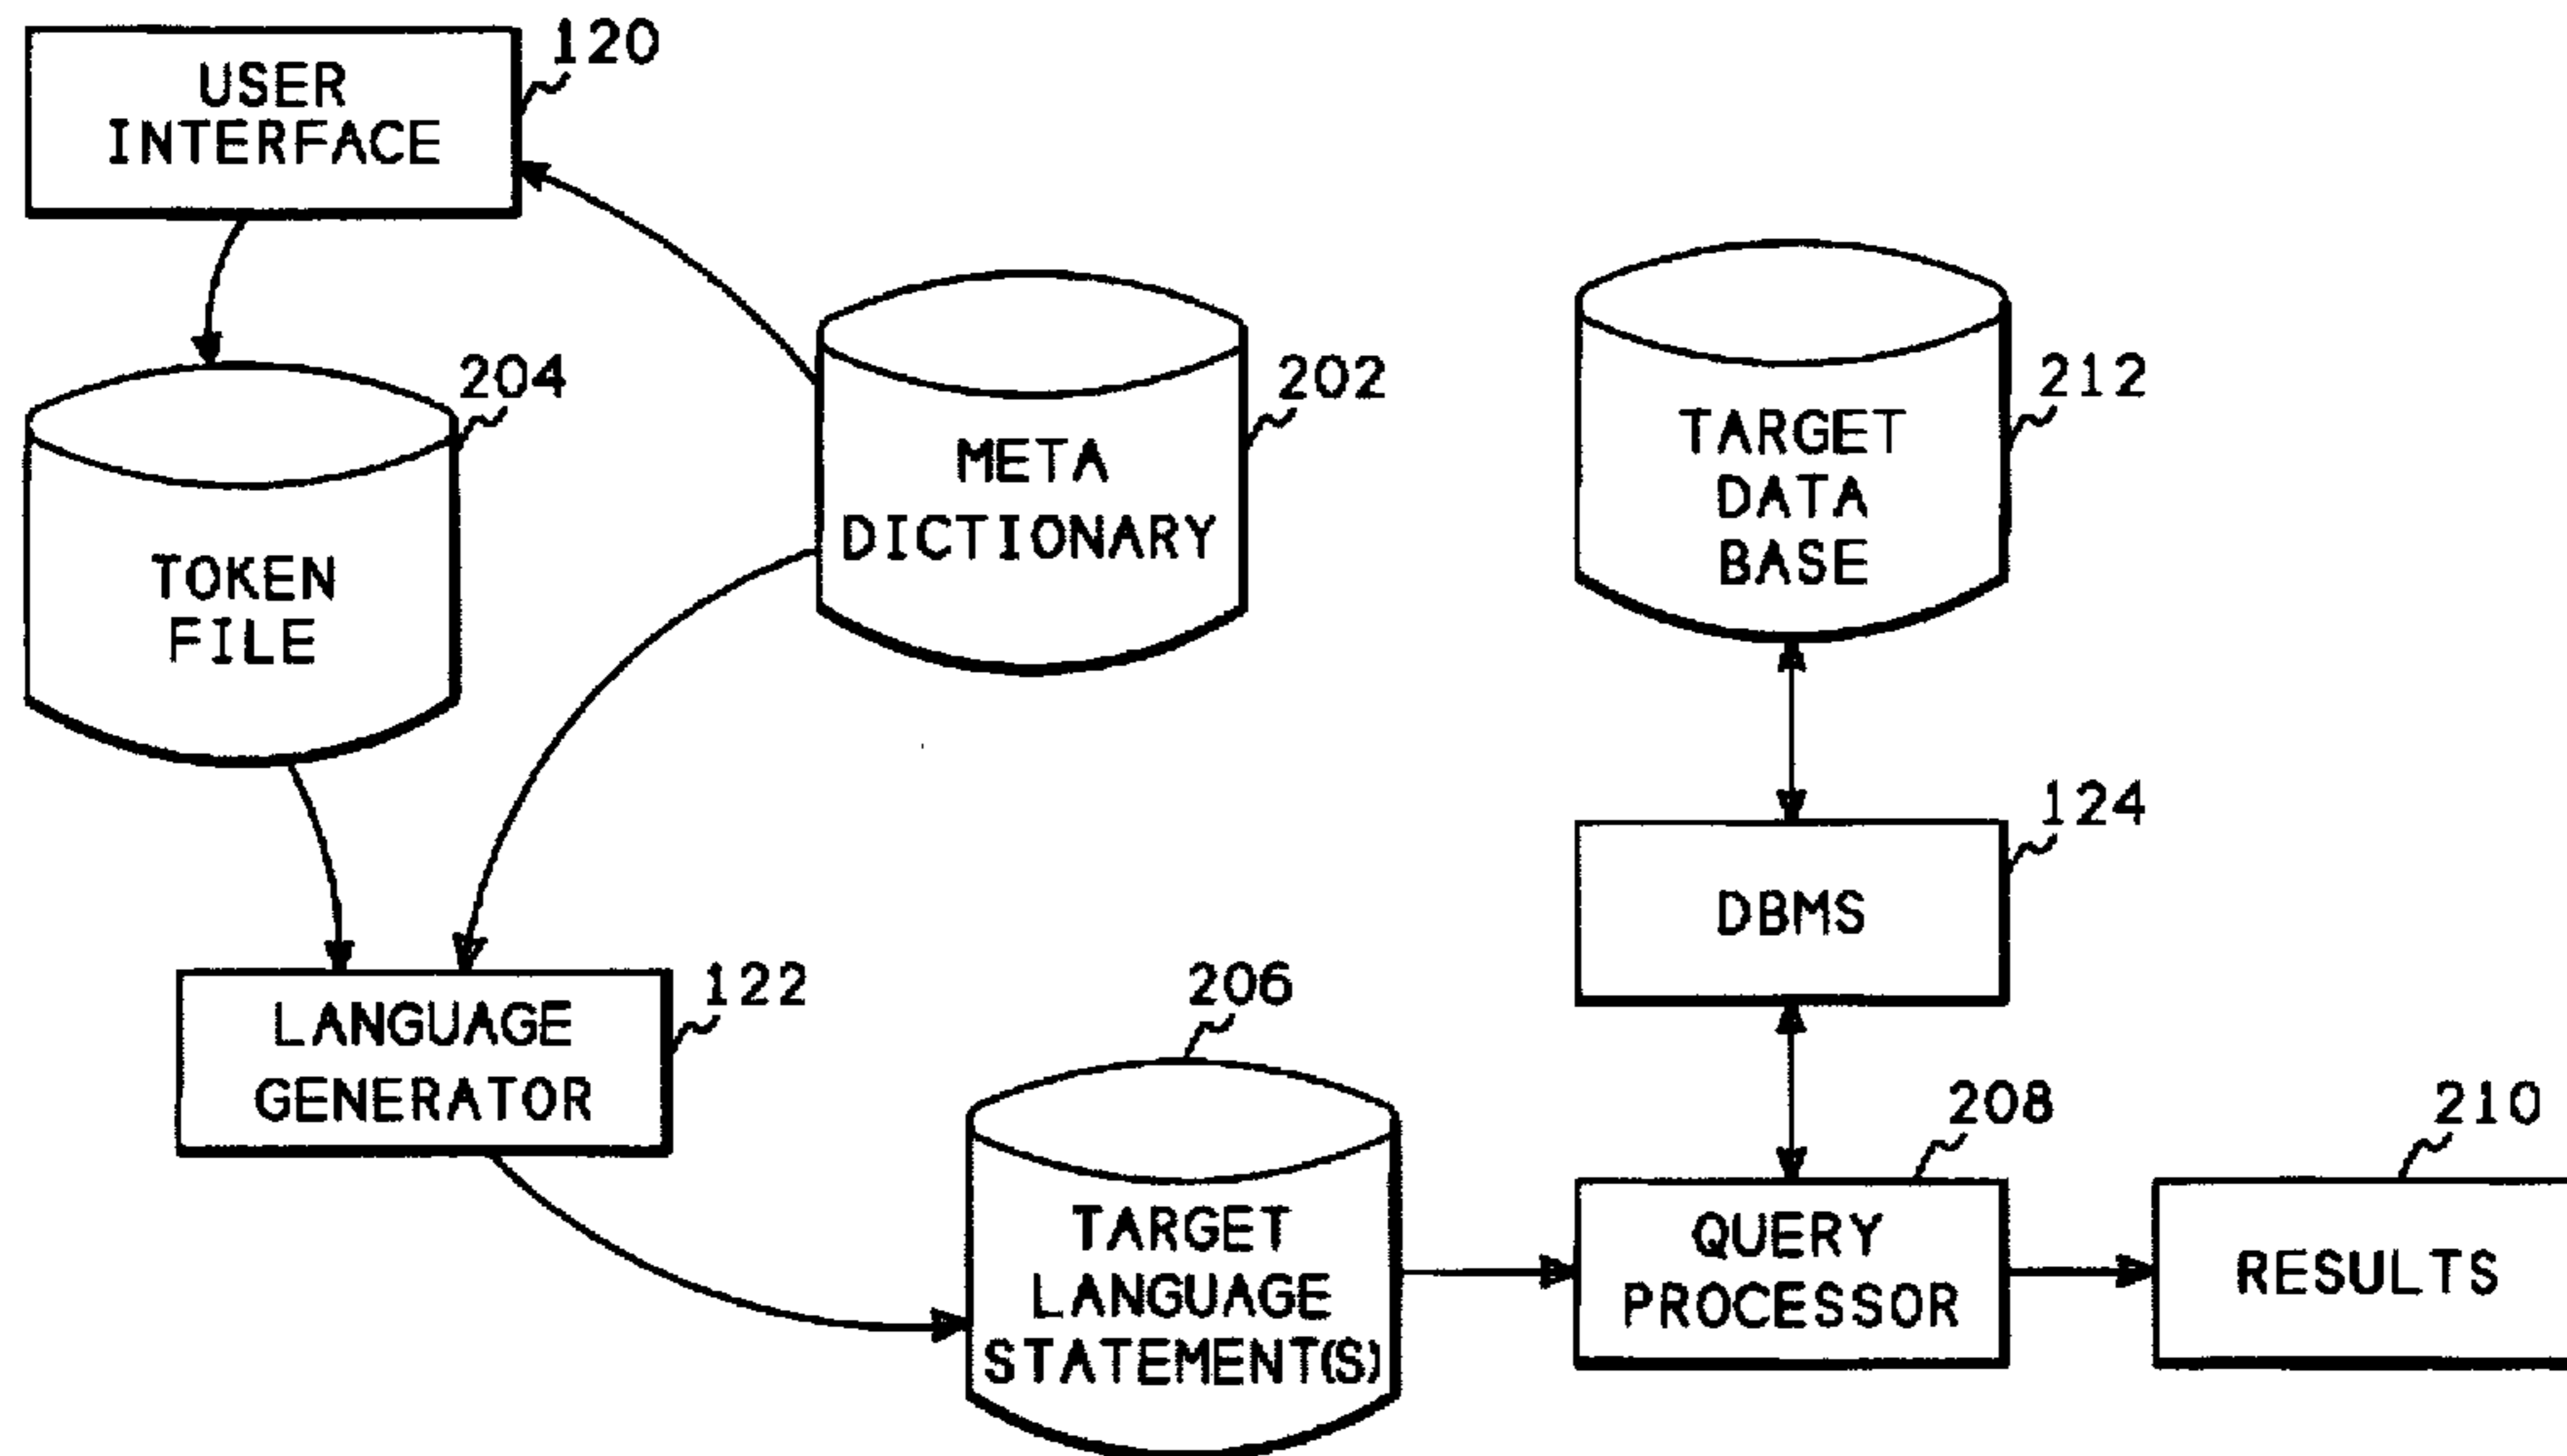 120
USER
INTERFACE
204
TOKEN
FILE
202
META
DICTIONARY
212
TARGET
DATA
BASE
124
DBMS
122
LANGUAGE
GENERATOR
206
TARGET
LANGUAGE
STATEMENT(S)
208
QUERY
PROCESSOR
210
RESULTS